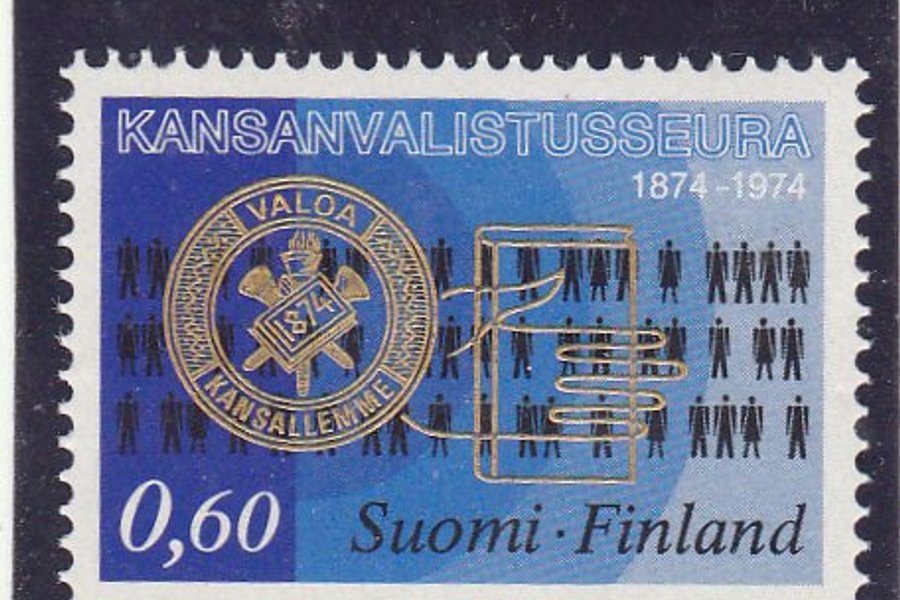 KANSANVALISTUSSEURA
1874-1974
VALOA
1874
KANSALLEMME
0,60
Suomi · Finland